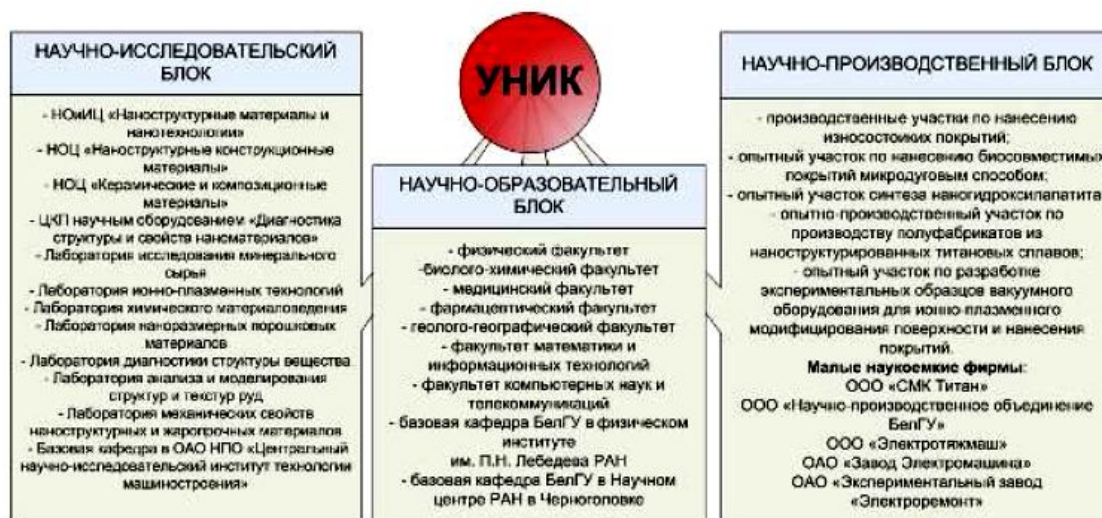 НАУЧНО-ИССЛЕДОВАТЕЛЬСКИЙ
БЛОК
- НОиИЦ «Наноструктурные материалы и
нанотехнологии»
- НОЦ «Наноструктурные конструкционные
материалы»
- НОЦ «Керамические и композиционные
материалы»
- ЦКП научным оборудованием «Диагностика
структуры и свойств наноматериалов»
- Лаборатория исследования минерального
сырья
- Лаборатория ионно-плазменных технологий
- Лаборатория химического материаловедения
- Лаборатория наноразмерных порошковых
материалов
- Лаборатория диагностики структуры вещества
- Лаборатория анализа и моделирования
структур и текстур руд
- Лаборатория механических свойств
наноструктурных и жаропрочных материалов
- Базовая кафедра в ОАО НПО «Центральный
научно-исследовательский институт технологии
машиностроения»
УНИК
НАУЧНО-ОБРАЗОВАТЕЛЬНЫЙ
БЛОК
- физический факультет
-биолого-химический факультет
- медицинский факультет
- фармацевтический факультет
- геолого-географический факультет
- факультет математики и
информационных технологий
- факультет компьютерных наук и
телекоммуникаций
- базовая кафедра БелГУ в физическом
институте
им. П.Н. Лебедева РАН
- базовая кафедра БелГУ в Научном
центре РАН в Черноголовке
НАУЧНО-ПРОИЗВОДСТВЕННЫЙ БЛОК
- производственные участки по нанесению
износостойких покрытий;
- опытный участок по нанесению биосовместимых
покрытий микродуговым способом;
- опытный участок синтеза наногидроксилапатита
- опытно-производственный участок по
производству полуфабрикатов из
наноструктурированных титановых сплавов;
- опытный участок по разработке
экспериментальных образцов вакуумного
оборудования для ионно-плазменного
модифицирования поверхности и нанесения
покрытий.
Малые наукоемкие фирмы:
ООО «СМК Титан»
ООО «Научно-производственное объединение
БелГУ»
ООО «Электротяжмаш»
ОАО «Завод Электромашина»
ОАО «Экспериментальный завод
«Электроремонт»